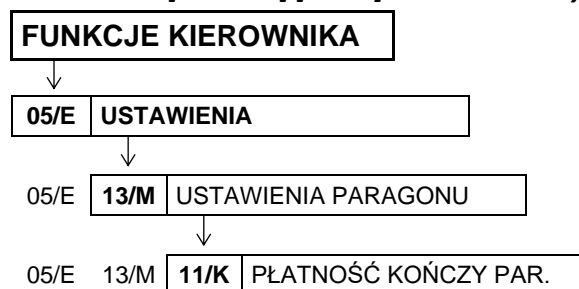 FUNKCJE KIEROWNIKA
05/E USTAWIENIA
05/E 13/M USTAWIENIA PARAGONU
05/E 13/M 11/K PŁATNOŚĆ KOŃCZY PAR.